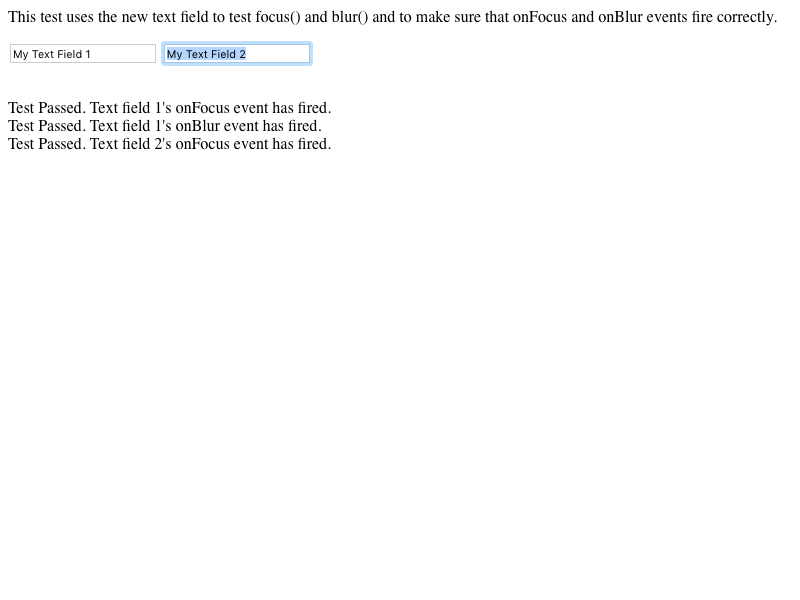 This test uses the new text field to test focus() and blur() and to make sure that onFocus and onBlur events fire correctly.
My Text Field 1 My Text Field 2
Test Passed. Text field 1's onFocus event has fired.
Test Passed. Text field 1's onBlur event has fired.
Test Passed. Text field 2's onFocus event has fired.